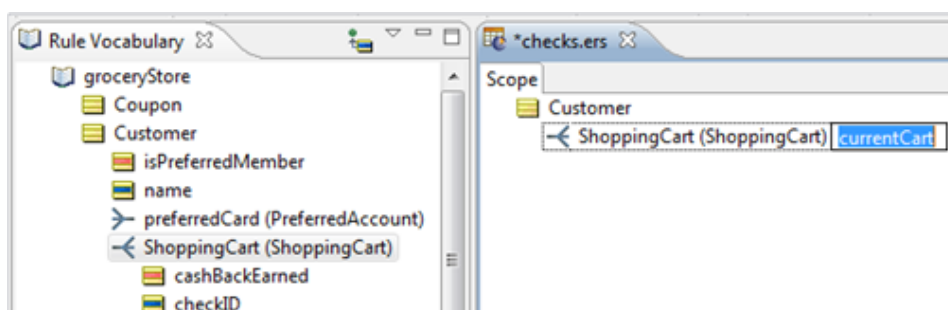 Rule Vocabulary
groceryStore
Coupon
Customer
isPreferredMember
name
preferredCard (PreferredAccount)
ShoppingCart (ShoppingCart)
cashBackEarned
checkID
*checks.ers
Scope
Customer
ShoppingCart (ShoppingCart) currentCart